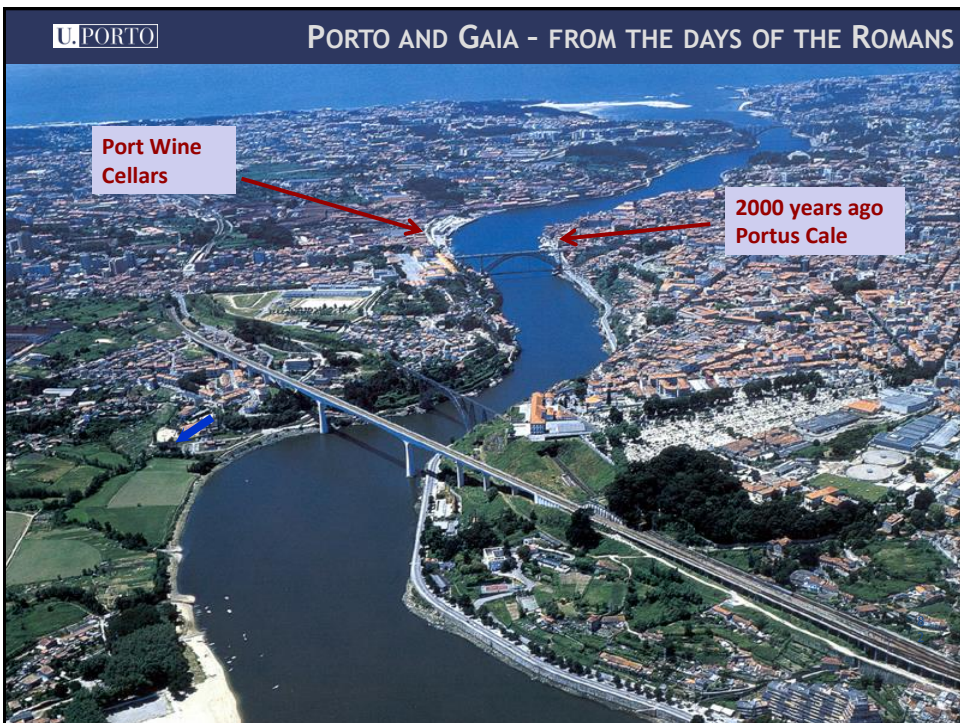 U.PORTO
PORTO AND GAIA – FROM THE DAYS OF THE ROMANS
Port Wine
Cellars
2000 years ago
Portus Cale